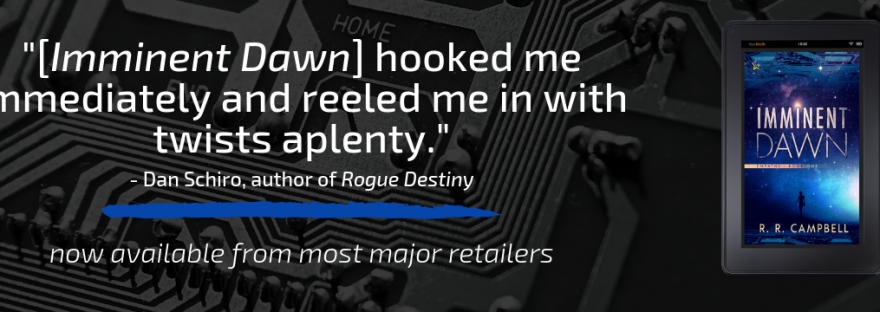 HOME
"[Imminent Dawn] hooked me
mmediately and reeled me in with
twists aplenty."
- Dan Schiro, author of Rogue Destiny
now available from most major retailers
IMMINENT
DAWN
R. R. CAMPBELL